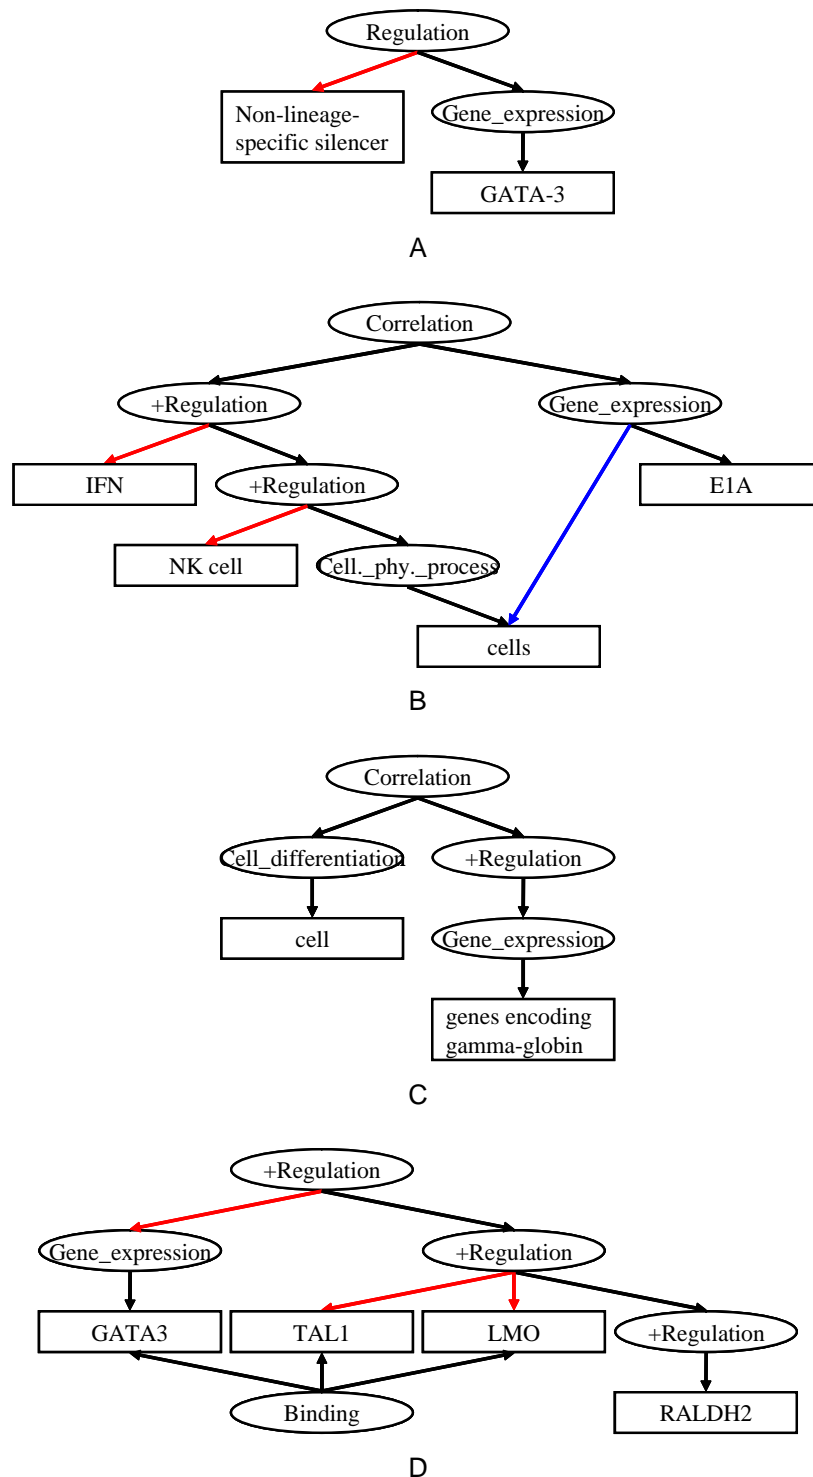 Regulation
Non-lineage-
specific silencer
Gene_expression
GATA-3
A
Correlation
+Regulation
Gene_expression
IFN
+Regulation
E1A
NK cell
Cell._phy._process
cells
B
Correlation
Cell_differentiation
+Regulation
cell
Gene_expression
genes encoding
gamma-globin
C
+Regulation
Gene_expression
+Regulation
GATA3
TAL1
LMO
+Regulation
Binding
RALDH2
D